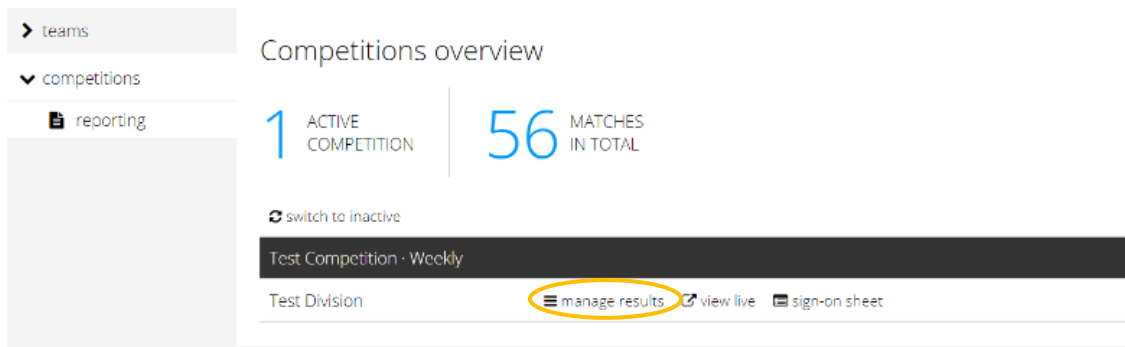 teams
competitions
reporting
Competitions overview
1 ACTIVE COMPETITION
56 MATCHES IN TOTAL
switch to inactive
Test Competition · Weekly
Test Division manage results view live sign-on sheet